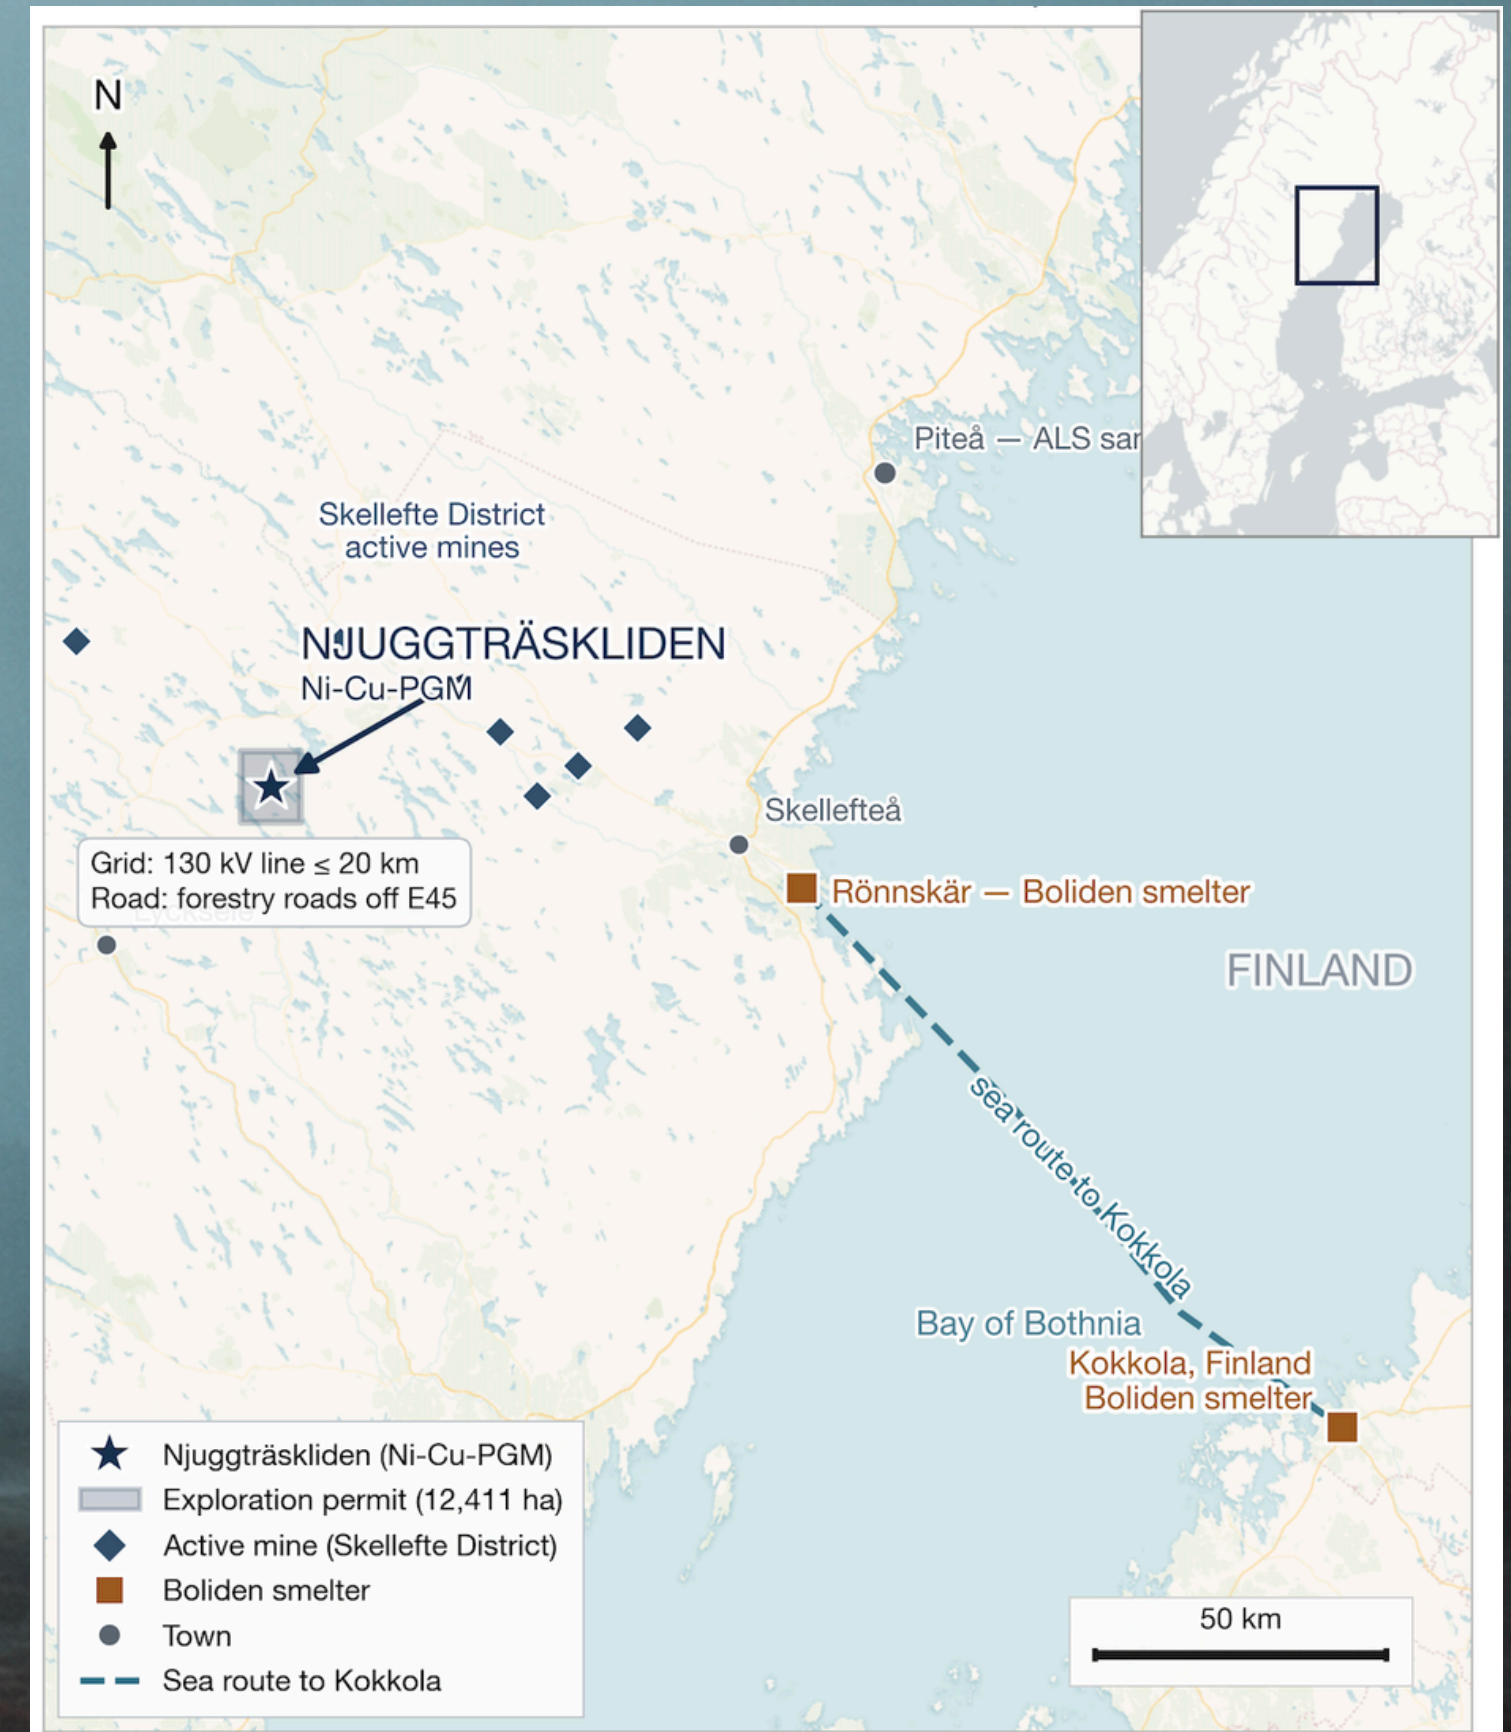 N
Piteå — ALS sar
Skellefte District
active mines
NJUGGTRÄSKLIDEN
Ni-Cu-PGM
Skellefteå
Grid: 130 kV line ≤ 20 km
Road: forestry roads off E45
Lycksele
Rönnskär — Boliden smelter
FINLAND
sea route to Kokkola
Bay of Bothnia
Kokkola, Finland
Boliden smelter
Njuggträskliden (Ni-Cu-PGM)
Exploration permit (12,411 ha)
Active mine (Skellefte District)
Boliden smelter
Town
Sea route to Kokkola
50 km